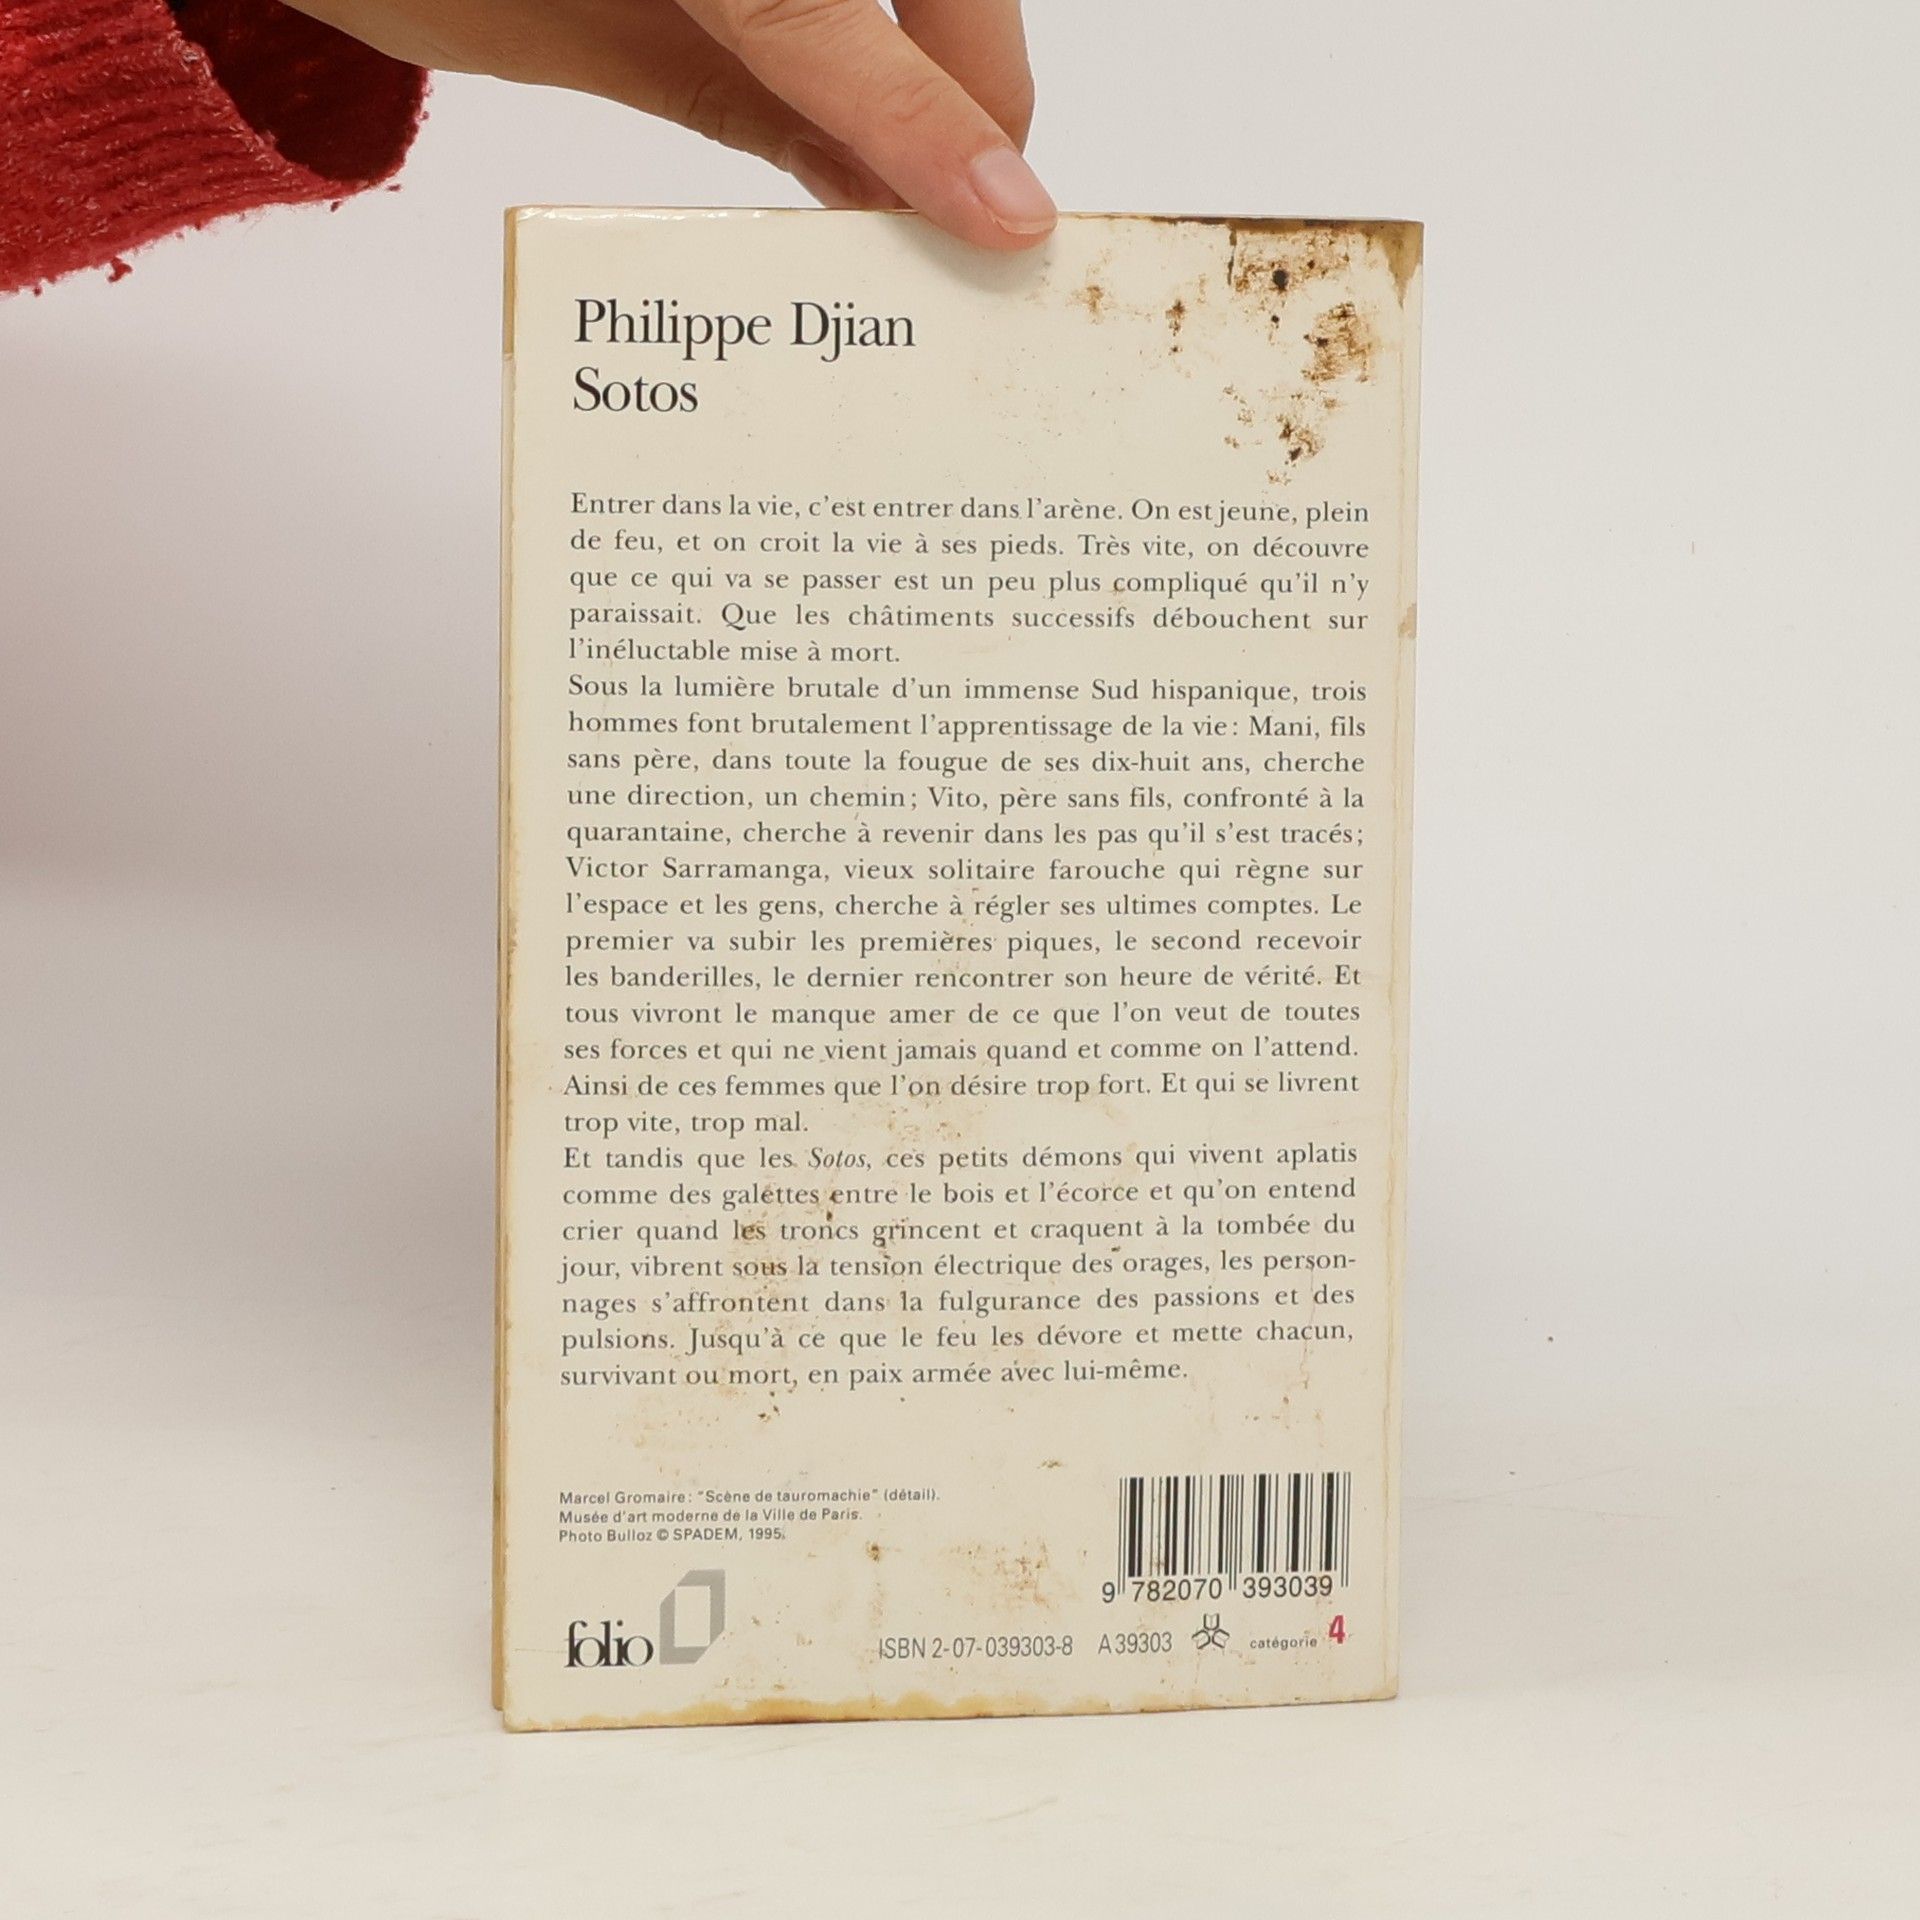 Philippe Djian
Sotos
Entrer dans la vie, c'est entrer dans l'arène. On est jeune, plein
de feu, et on croit la vie à ses pieds. Très vite, on découvre
que ce qui va se passer est un peu plus compliqué qu'il n'y
paraissait. Que les châtiments successifs débouchent sur
l'inéluctable mise à mort.
Sous la lumière brutale d'un immense Sud hispanique, trois
hommes font brutalement l'apprentissage de la vie : Mani, fils
sans père, dans toute la fougue de ses dix-huit ans, cherche
une direction, un chemin ; Vito, père sans fils, confronté à la
quarantaine, cherche à revenir dans les pas qu'il s'est tracés ;
Victor Sarramanga, vieux solitaire farouche qui règne sur
l'espace et les gens, cherche à régler ses ultimes comptes. Le
premier va subir les premières piques, le second recevoir
les banderilles, le dernier rencontrer son heure de vérité. Et
tous vivront le manque amer de ce que l'on veut de toutes
ses forces et qui ne vient jamais quand et comme on l'attend.
Ainsi de ces femmes que l'on désire trop fort. Et qui se livrent
trop vite, trop mal.
Et tandis que les Sotos, ces petits démons qui vivent aplatis
comme des galettes entre le bois et l'écorce et qu'on entend
crier quand les troncs grincent et craquent à la tombée du
jour, vibrent sous la tension électrique des orages, les person-
nages s'affrontent dans la fulgurance des passions et des
pulsions. Jusqu'à ce que le feu les dévore et mette chacun,
survivant ou mort, en paix armée avec lui-même.
Marcel Gromaire : "Scène de tauromachie" (détail).
Musée d'art moderne de la Ville de Paris.
Photo Bulloz © SPADEM, 1995.
9 782070 393039
folio
ISBN 2-07-039303-8 A 39303 catégorie 4